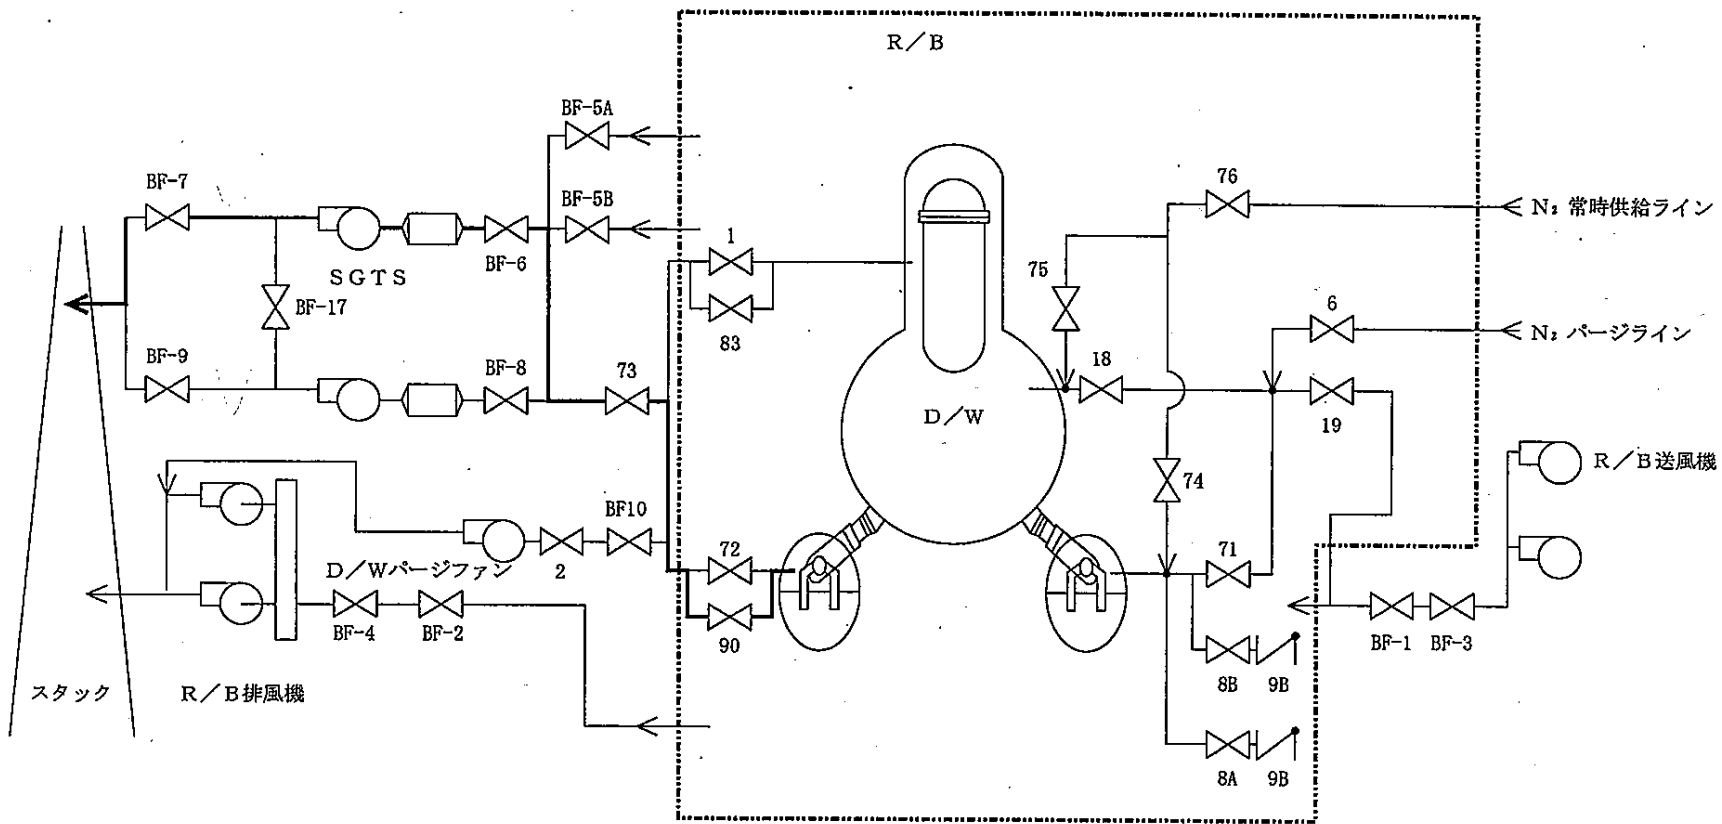 R/B
BF-5A
BF-7
76
BF-5B
N₂ 常時供給ライン
1
BF-6
SGTS
75
6
BF-17
N₂ パージライン
83
18
BF-9
BF-8
73
D/W
19
R/B送風機
74
BF10
72
71
D/Wパージファン
2
BF-4
BF-2
90
BF-1
BF-3
8B
9B
スタック
R/B排風機
8A
9B